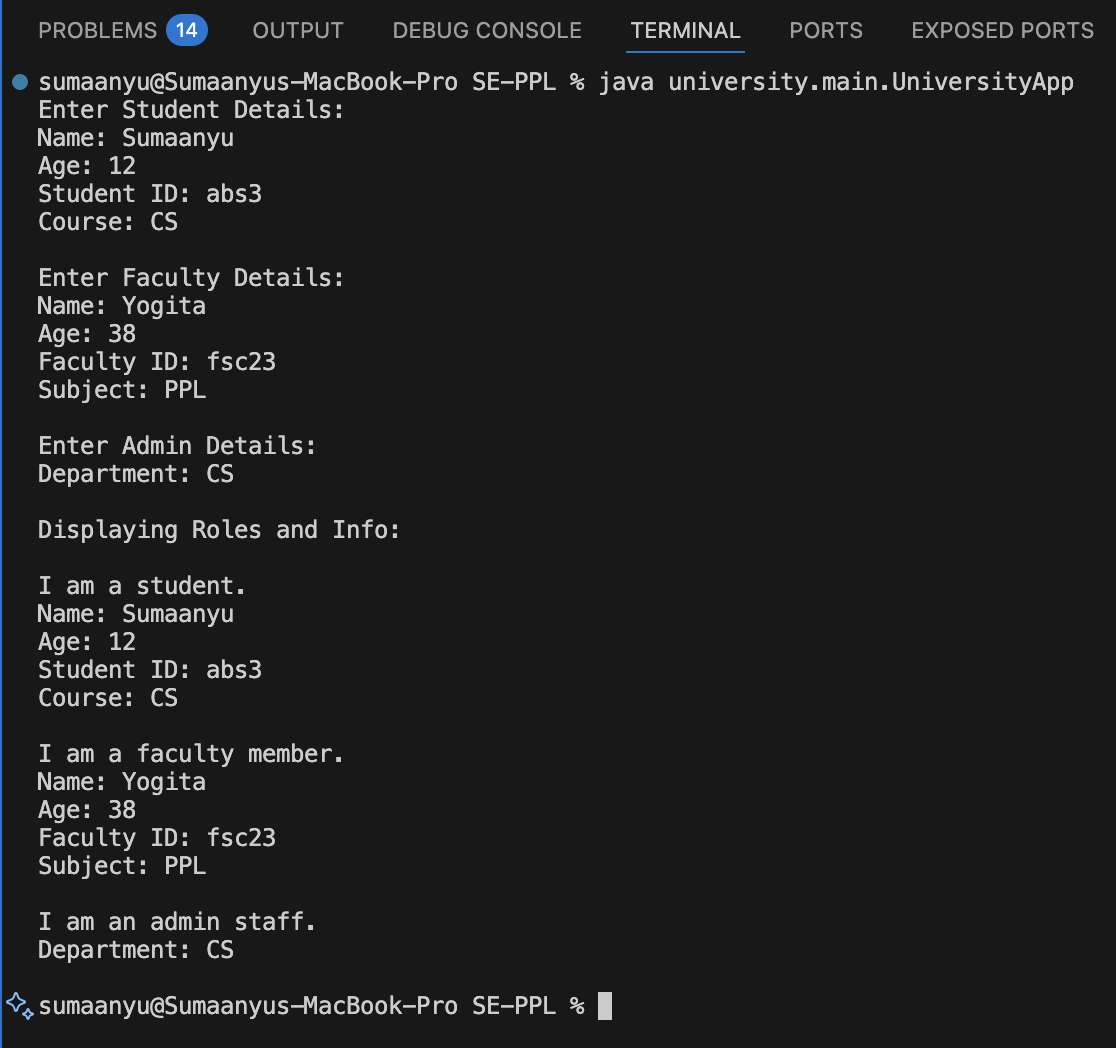 PROBLEMS 14 OUTPUT DEBUG CONSOLE TERMINAL PORTS EXPOSED PORTS
sumaanyu@Sumaanyus-MacBook-Pro SE-PPL % java university.main.UniversityApp
Enter Student Details:
Name: Sumaanyu
Age: 12
Student ID: abs3
Course: CS
Enter Faculty Details:
Name: Yogita
Age: 38
Faculty ID: fsc23
Subject: PPL
Enter Admin Details:
Department: CS
Displaying Roles and Info:
I am a student.
Name: Sumaanyu
Age: 12
Student ID: abs3
Course: CS
I am a faculty member.
Name: Yogita
Age: 38
Faculty ID: fsc23
Subject: PPL
I am an admin staff.
Department: CS
sumaanyu@Sumaanyus-MacBook-Pro SE-PPL %